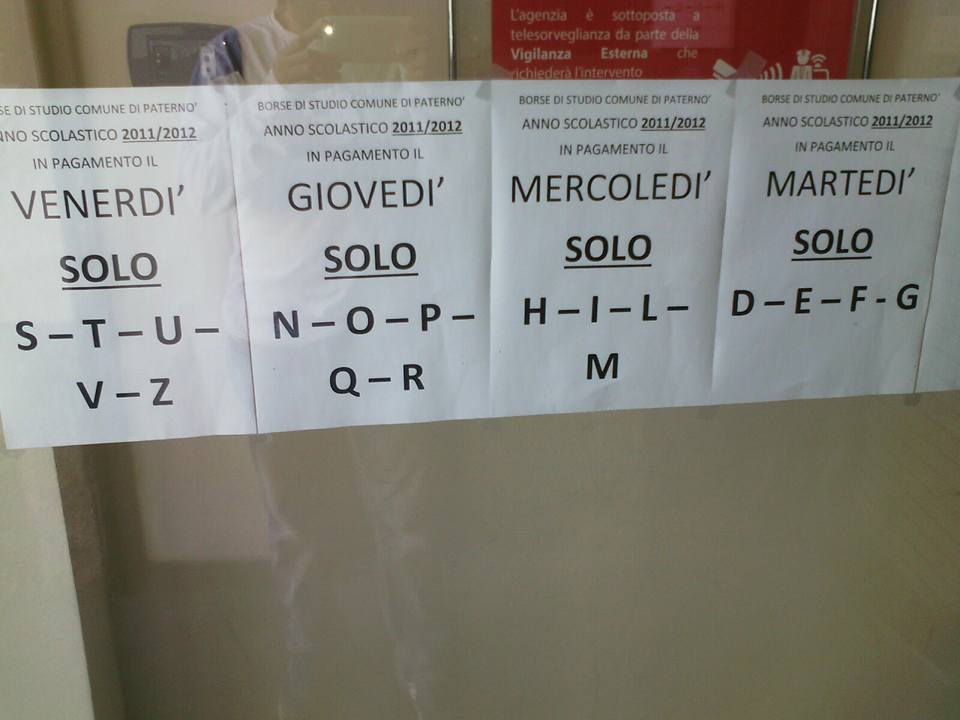 L'agenzia è sottoposta a
telesorveglianza da parte della
Vigilanza Esterna che
richiederà l'intervento
DI STUDIO COMUNE DI PATERNO'
SCOLASTICO 2011/2012
IN PAGAMENTO IL
VENERDI'
SOLO
S – T – U –
V – Z
BORSE DI STUDIO COMUNE DI PATERNO'
ANNO SCOLASTICO 2011/2012
IN PAGAMENTO IL
GIOVEDI'
SOLO
N – O – P –
Q – R
BORSE DI STUDIO COMUNE DI PATERNO'
ANNO SCOLASTICO 2011/2012
IN PAGAMENTO IL
MERCOLEDI'
SOLO
H – I – L –
M
BORSE DI STUDIO COMUNE DI PATERNO'
ANNO SCOLASTICO 2011/2012
IN PAGAMENTO IL
MARTEDI'
SOLO
D – E – F - G